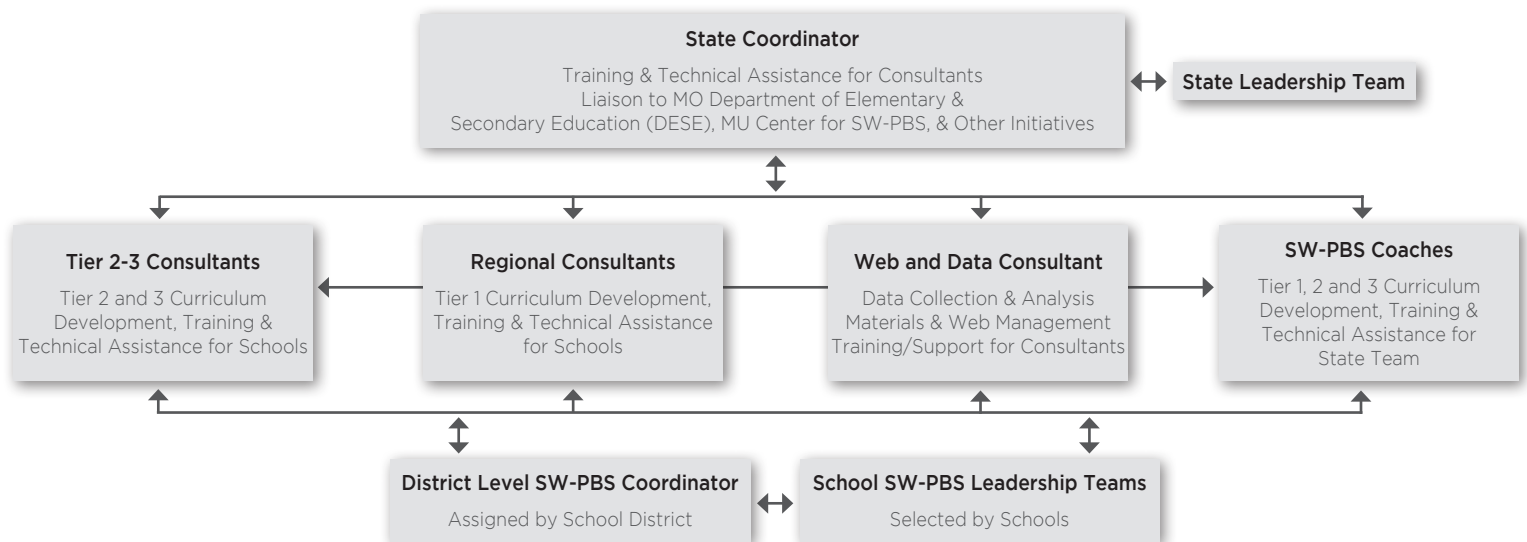 State Coordinator
Training & Technical Assistance for Consultants
Liaison to MO Department of Elementary &
Secondary Education (DESE), MU Center for SW-PBS, & Other Initiatives
State Leadership Team
Tier 2-3 Consultants
Tier 2 and 3 Curriculum
Development, Training &
Technical Assistance for Schools
Regional Consultants
Tier 1 Curriculum Development,
Training & Technical Assistance
for Schools
Web and Data Consultant
Data Collection & Analysis
Materials & Web Management
Training/Support for Consultants
SW-PBS Coaches
Tier 1, 2 and 3 Curriculum
Development, Training &
Technical Assistance for
State Team
District Level SW-PBS Coordinator
Assigned by School District
School SW-PBS Leadership Teams
Selected by Schools